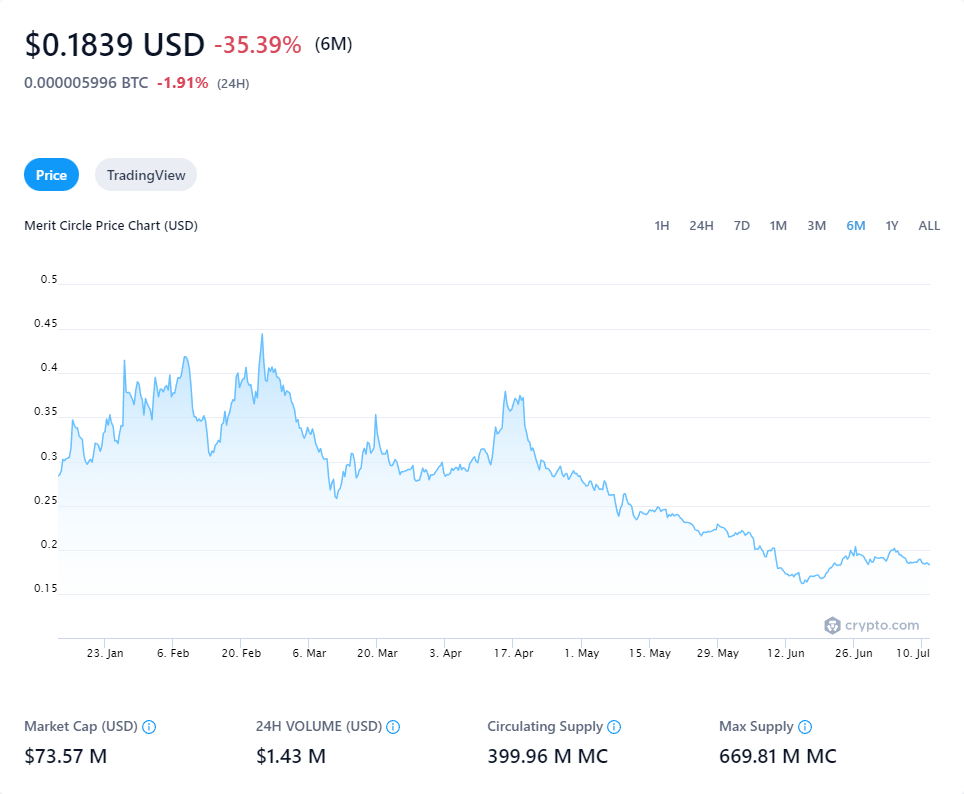 $0.1839 USD -35.39% (6M)
0.000005996 BTC -1.91% (24H)
Price TradingView
Merit Circle Price Chart (USD) 1H 24H 7D 1M 3M 6M 1Y ALL
0.5
0.45
0.4
0.35
0.3
0.25
0.2
0.15
crypto.com
23. Jan 6. Feb 20. Feb 6. Mar 20. Mar 3. Apr 17. Apr 1. May 15. May 29. May 12. Jun 26. Jun 10. Jul
Market Cap (USD) 24H VOLUME (USD) Circulating Supply Max Supply
$73.57 M $1.43 M 399.96 M MC 669.81 M MC